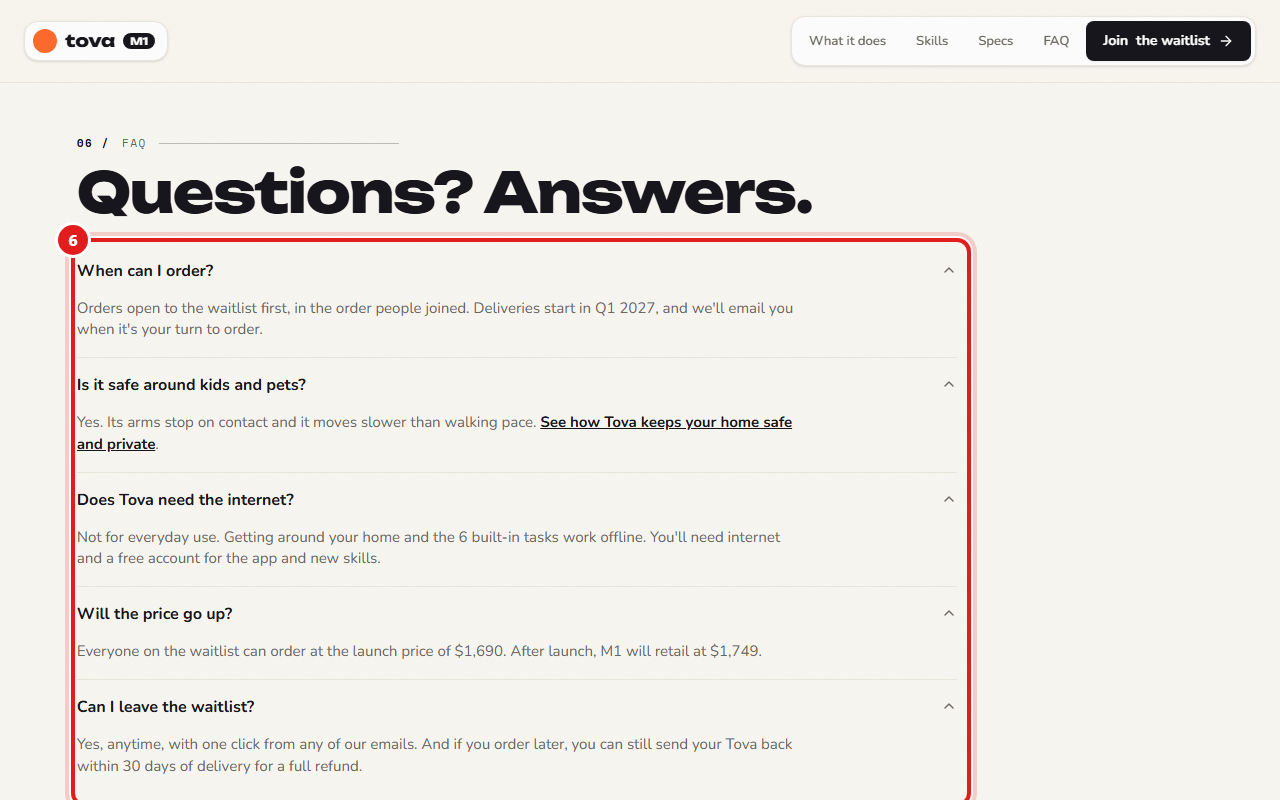 tova M1
What it does
Skills
Specs
FAQ
Join the waitlist →
06 / FAQ
Questions? Answers.
6
When can I order?
Orders open to the waitlist first, in the order people joined. Deliveries start in Q1 2027, and we'll email you
when it's your turn to order.
Is it safe around kids and pets?
Yes. Its arms stop on contact and it moves slower than walking pace. See how Tova keeps your home safe
and private.
Does Tova need the internet?
Not for everyday use. Getting around your home and the 6 built-in tasks work offline. You'll need internet
and a free account for the app and new skills.
Will the price go up?
Everyone on the waitlist can order at the launch price of $1,690. After launch, M1 will retail at $1,749.
Can I leave the waitlist?
Yes, anytime, with one click from any of our emails. And if you order later, you can still send your Tova back
within 30 days of delivery for a full refund.